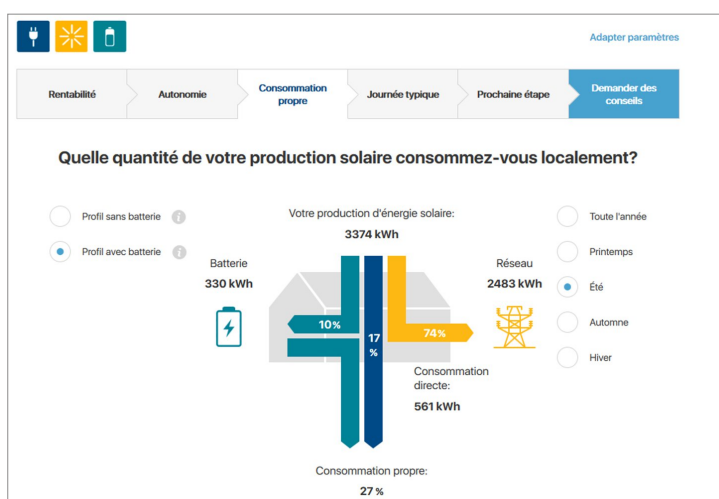 Adapter paramètres
Rentabilité
Autonomie
Consommation
propre
Journée typique
Prochaine étape
Demander des
conseils
Quelle quantité de votre production solaire consommez-vous localement?
Profil sans batterie
Profil avec batterie
Votre production d'énergie solaire:
3374 kWh
Batterie
330 kWh
Réseau
2483 kWh
10%
17
%
74%
Consommation
directe:
561 kWh
Consommation propre:
27 %
Toute l'année
Printemps
Été
Automne
Hiver